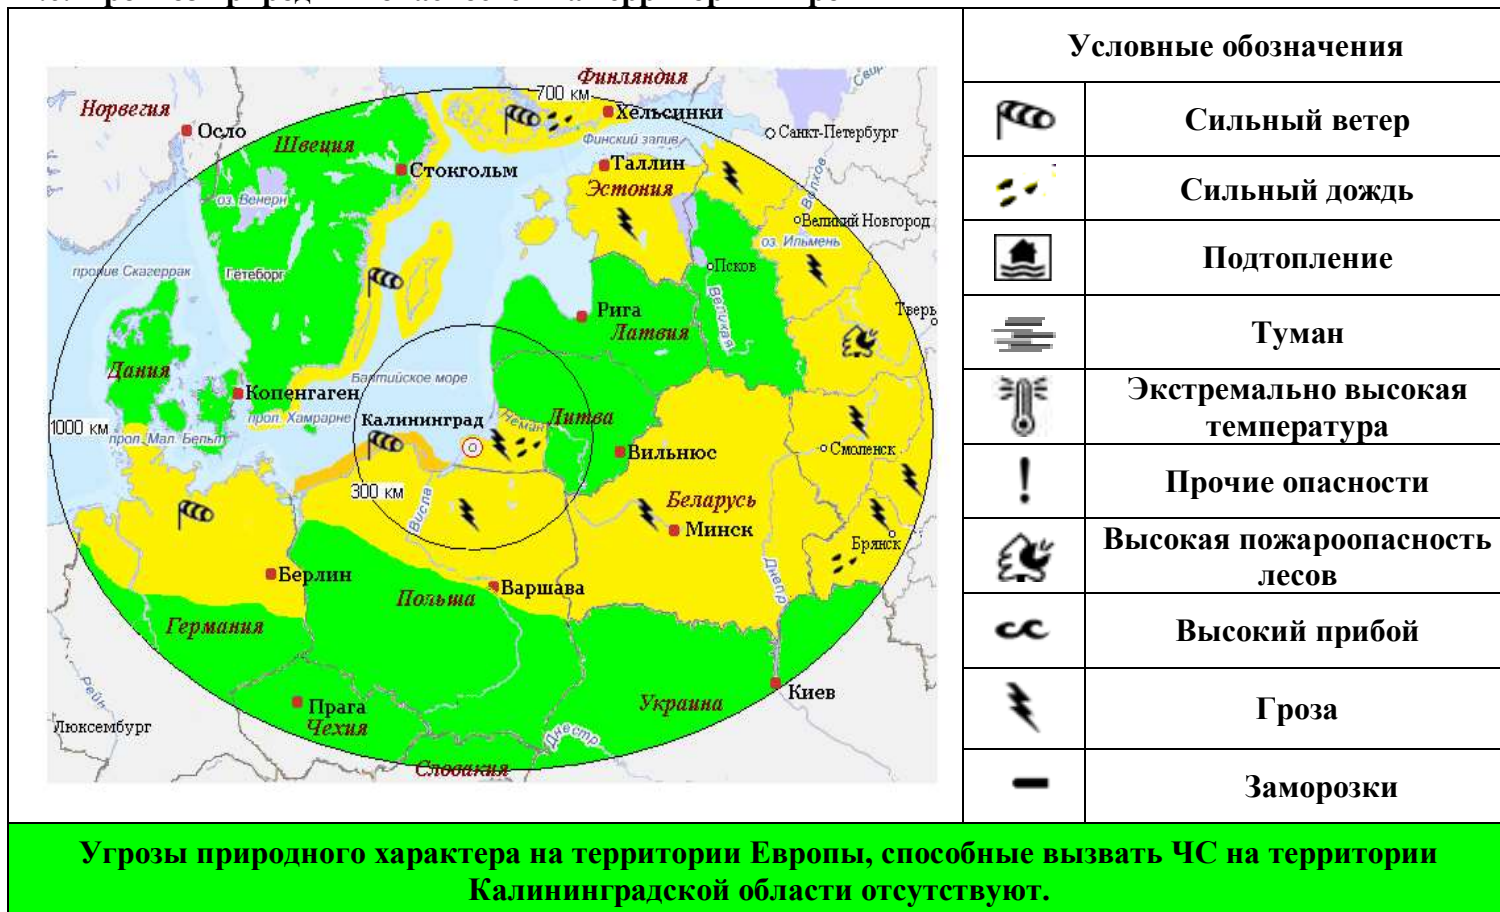 Условные обозначения
Сильный ветер
Сильный дождь
Подтопление
Туман
Экстремально высокая
температура
Прочие опасности
Высокая пожароопасность
лесов
Высокий прибой
Гроза
Заморозки
Финляндия
700 км
Норвегия
Хельсинки
Осло
Санкт-Петербург
Финский залив
Швеция
Стокгольм
Таллин
Эстония
Волхов
оз. Венерн
Великий Новгород
оз. Ильмень
пролив Скагеррак
Гётеборг
Псков
Великая
Рига
Латвия
Тверь
Дания
Балтийское море
Копенгаген
прол. Хамрарне
Калининград
Неман
Литва
1000 км
прол. Мал. Бельт
Вильнюс
Смоленск
300 км
Висла
Беларусь
Минск
Брянск
Берлин
Варшава
Днепр
Польша
Германия
Рейн
Прага
Чехия
Украина
Киев
Люксембург
Днестр
Словакия
Угрозы природного характера на территории Европы, способные вызвать ЧС на территории
Калининградской области отсутствуют.